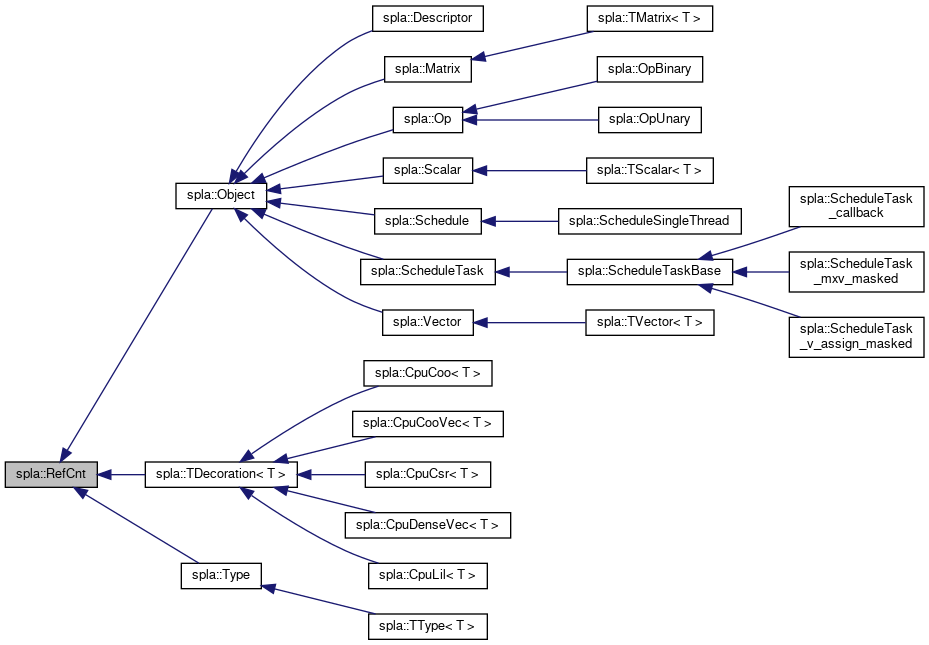 spla::Descriptor
spla::TMatrix< T >
spla::Matrix
spla::OpBinary
spla::Op
spla::OpUnary
spla::Scalar
spla::TScalar< T >
spla::Object
spla::ScheduleTask
_callback
spla::Schedule
spla::ScheduleSingleThread
spla::ScheduleTask
spla::ScheduleTaskBase
spla::ScheduleTask
_mxv_masked
spla::Vector
spla::TVector< T >
spla::ScheduleTask
_v_assign_masked
spla::CpuCoo< T >
spla::CpuCooVec< T >
spla::RefCnt
spla::TDecoration< T >
spla::CpuCsr< T >
spla::CpuDenseVec< T >
spla::Type
spla::CpuLil< T >
spla::TType< T >